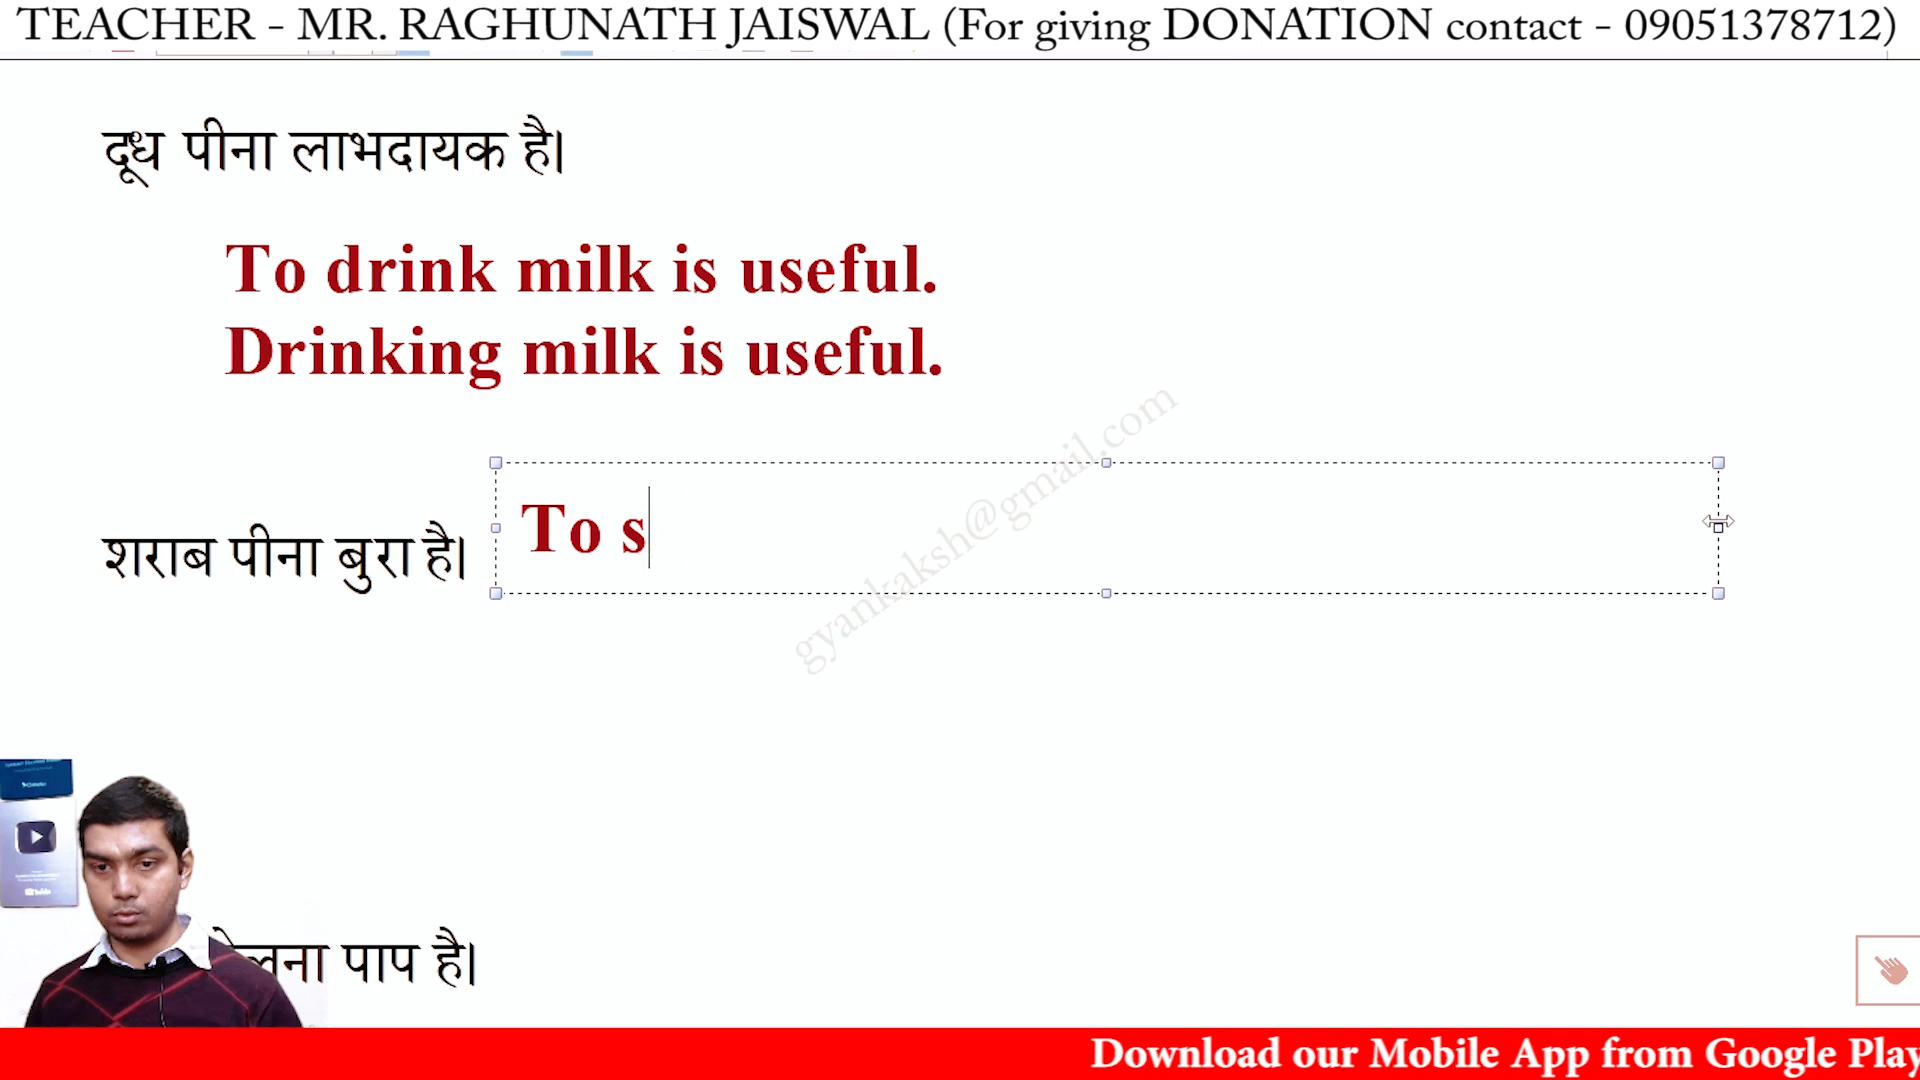 TEACHER - MR. RAGHUNATH JAISWAL (For giving DONATION contact - 09051378712)
दूध पीना लाभदायक है।
To drink milk is useful.
Drinking milk is useful.
gyankaksh@gmail.com
शराब पीना बुरा है।
To s
पाप है।
Download our Mobile App from Google Play